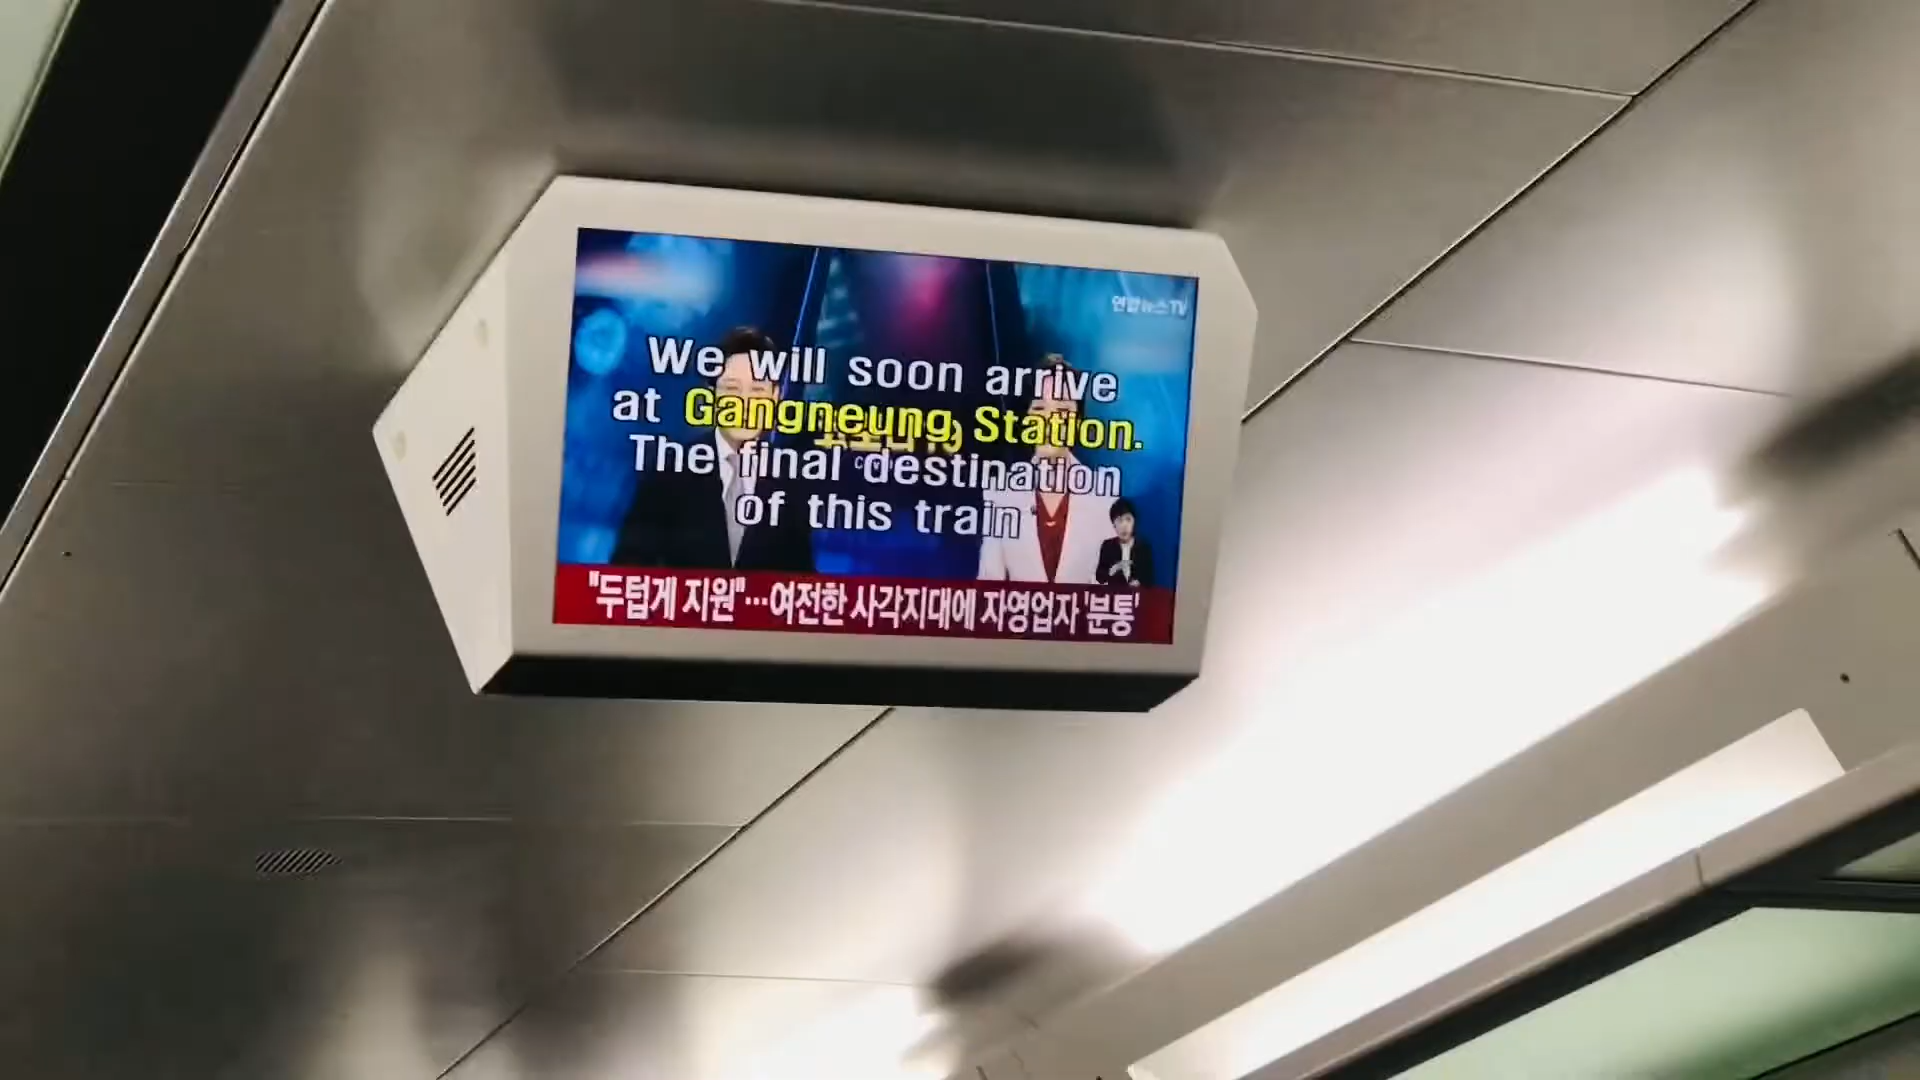 연합뉴스TV
We will soon arrive
at Gangneung Station.
The final destination
of this train
"두텁게 지원"…여전한 사각지대에 자영업자 '분통'